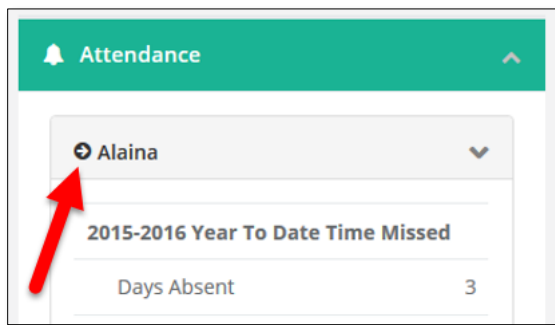 Attendance
Alaina
2015-2016 Year To Date Time Missed
Days Absent 3